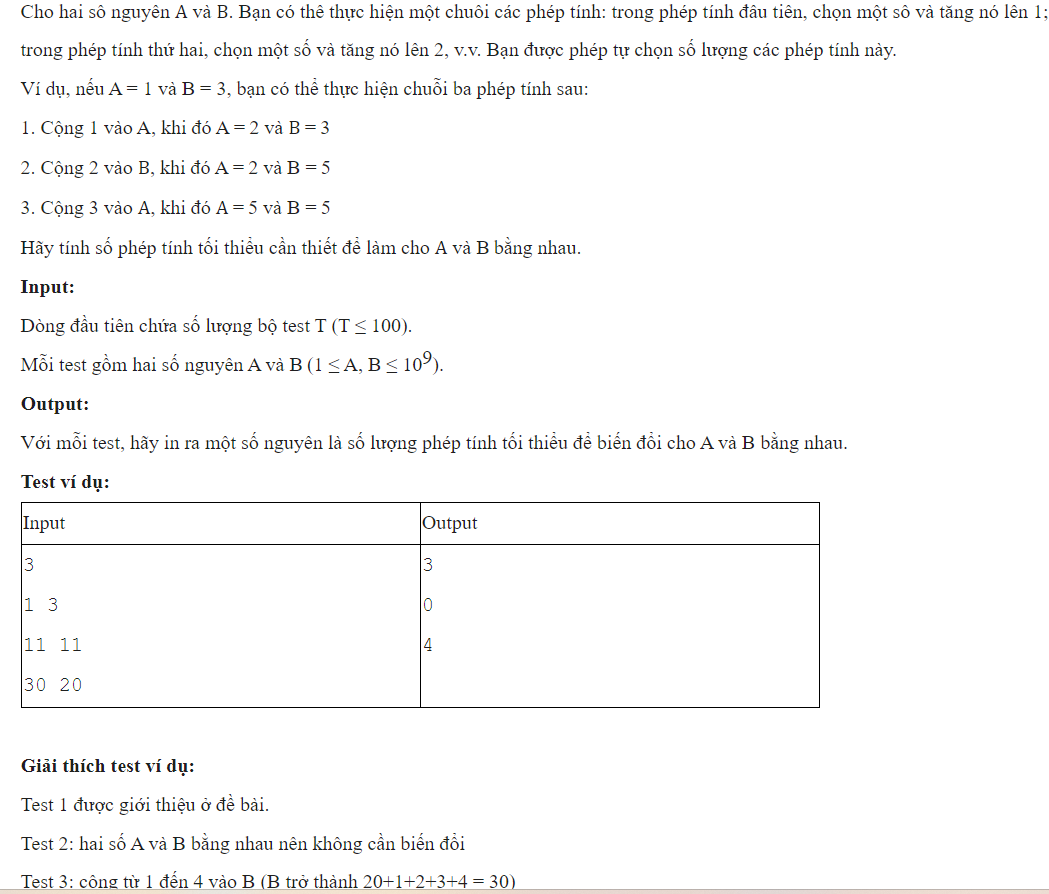 Cho hai số nguyên A và B. Bạn có thể thực hiện một chuỗi các phép tính: trong phép tính đầu tiên, chọn một số và tăng nó lên 1;
trong phép tính thứ hai, chọn một số và tăng nó lên 2, v.v. Bạn được phép tự chọn số lượng các phép tính này.
Ví dụ, nếu A = 1 và B = 3, bạn có thể thực hiện chuỗi ba phép tính sau:
1. Cộng 1 vào A, khi đó A = 2 và B = 3
2. Cộng 2 vào B, khi đó A = 2 và B = 5
3. Cộng 3 vào A, khi đó A = 5 và B = 5
Hãy tính số phép tính tối thiểu cần thiết để làm cho A và B bằng nhau.
Input:
Dòng đầu tiên chứa số lượng bộ test T (T ≤ 100).
Mỗi test gồm hai số nguyên A và B (1 ≤ A, B ≤ 10⁹).
Output:
Với mỗi test, hãy in ra một số nguyên là số lượng phép tính tối thiểu để biến đổi cho A và B bằng nhau.
Test ví dụ:
Input Output
3 3
1 3 0
11 11 4
30 20
Giải thích test ví dụ:
Test 1 được giới thiệu ở đề bài.
Test 2: hai số A và B bằng nhau nên không cần biến đổi
Test 3: cộng từ 1 đến 4 vào B (B trở thành 20+1+2+3+4 = 30)